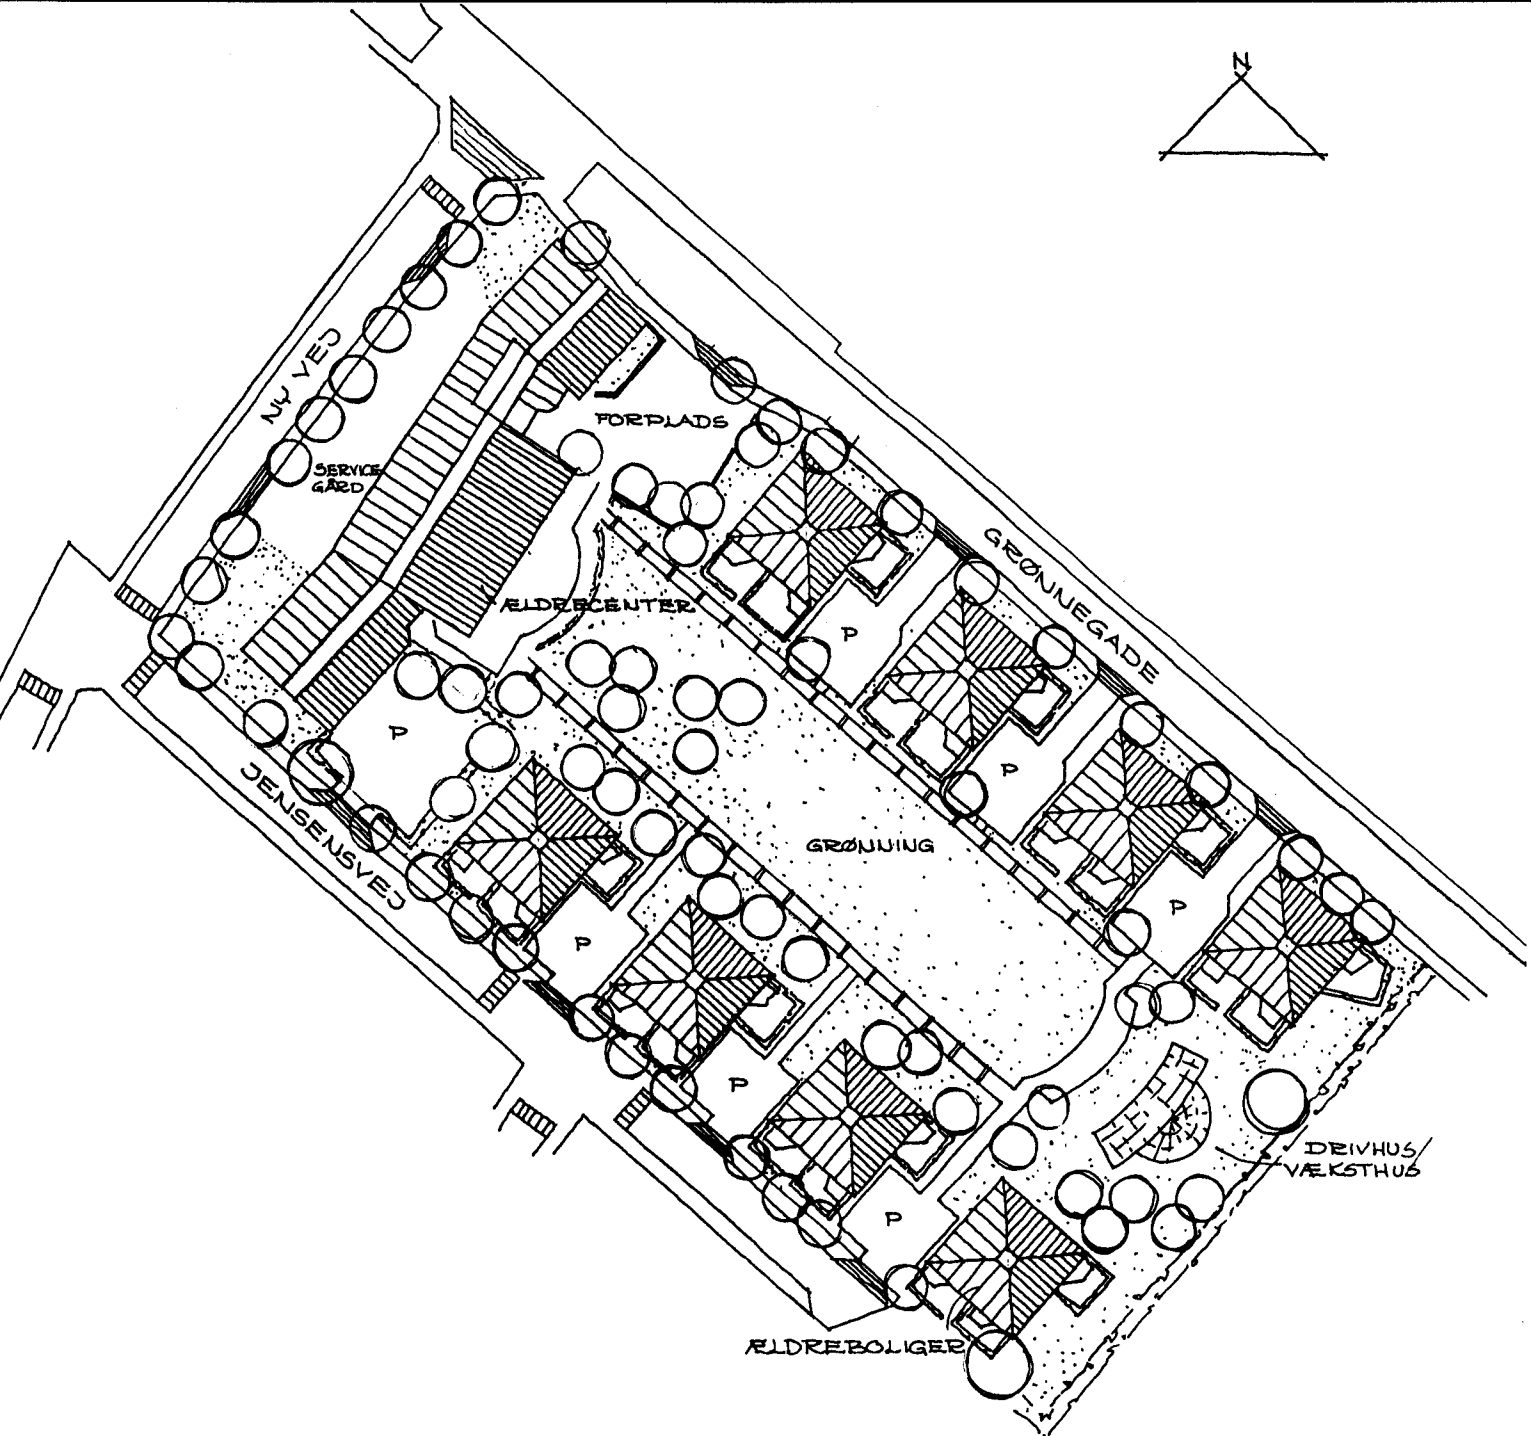 N
NY VEJ
SERVICE
GÅRD
FORPLADS
GRØNNEGADE
ÆLDRECENTER
P
P
P
P
JENSENSVEJ
GRØNNING
P
P
P
P
DRIVHUS/
VÆKSTHUS
ÆLDREBOLIGER